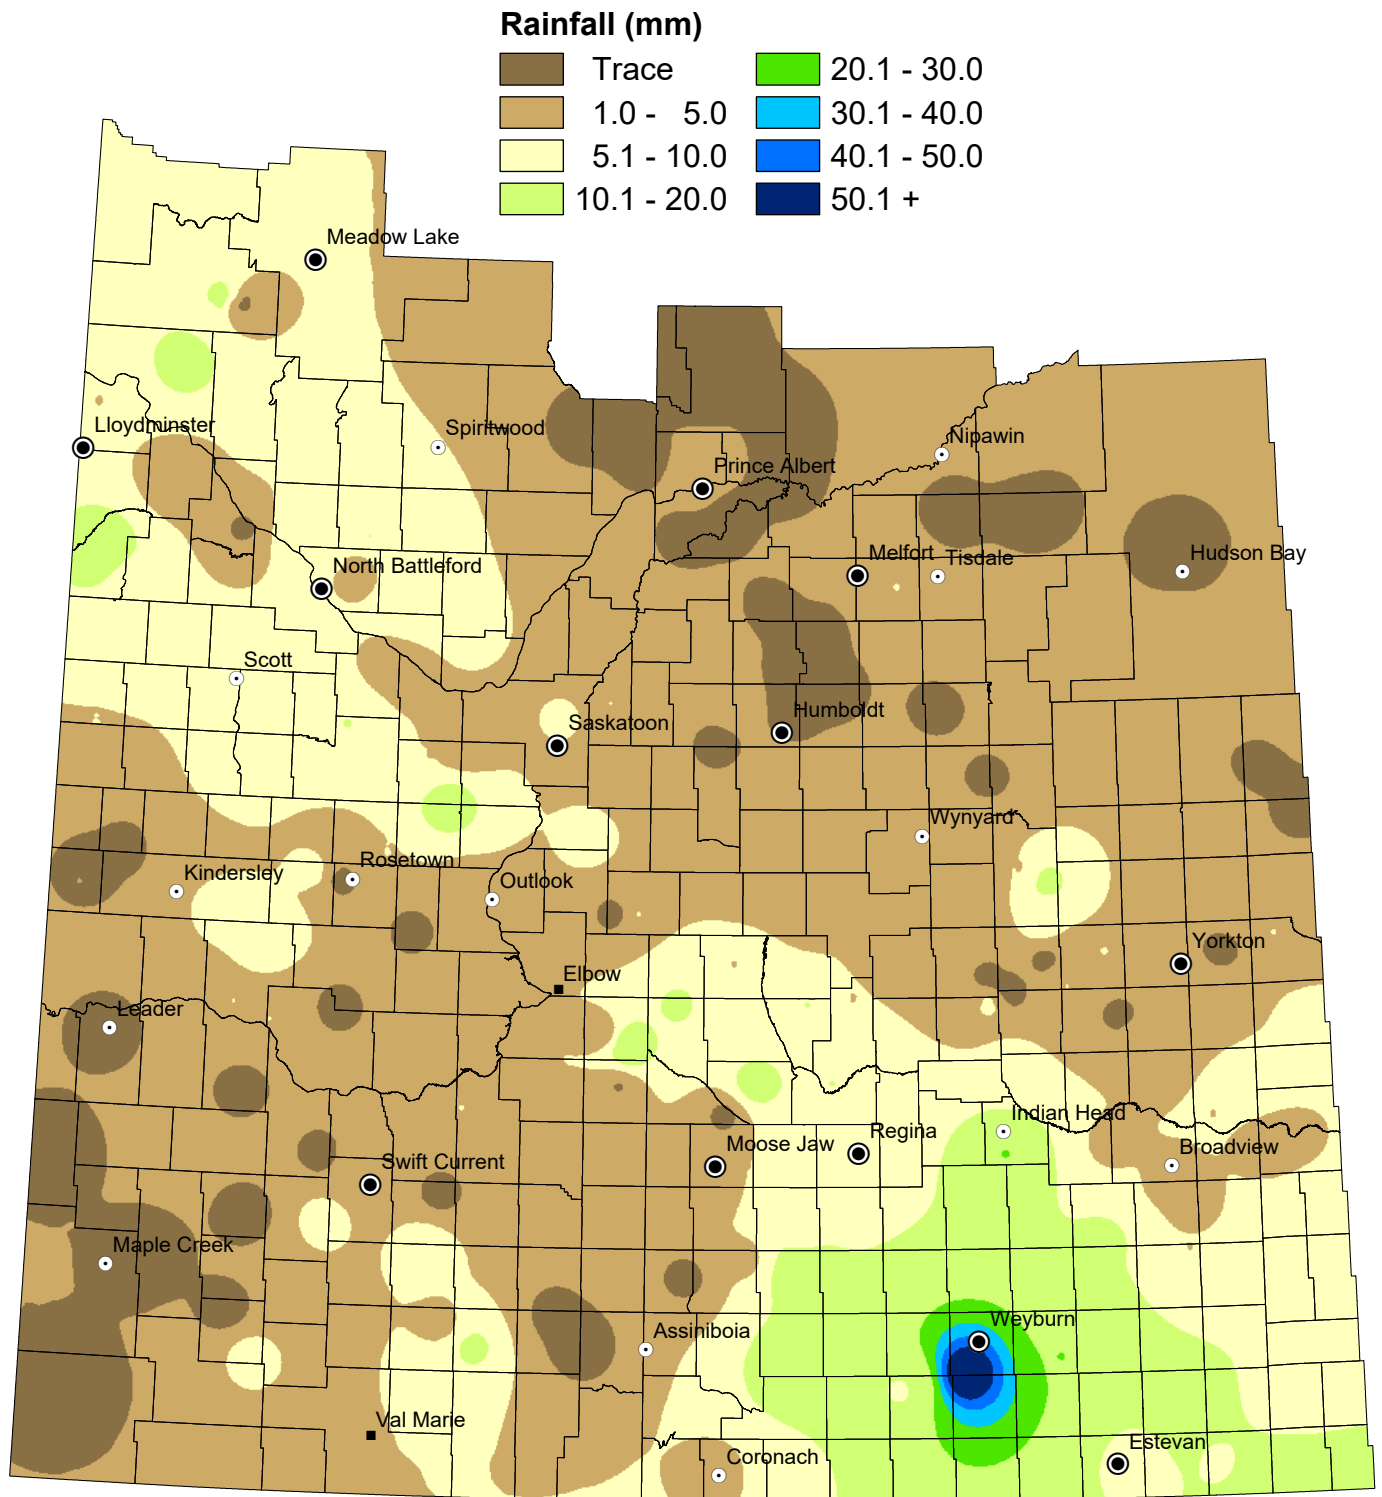 Rainfall (mm)
Trace
20.1 - 30.0
1.0 - 5.0
30.1 - 40.0
5.1 - 10.0
40.1 - 50.0
10.1 - 20.0
50.1 +
Meadow Lake
Lloydminster
Spiritwood
Nipawin
Prince Albert
North Battleford
Melfort
Tisdale
Hudson Bay
Scott
Saskatoon
Humboldt
Wynyard
Kindersley
Rosetown
Outlook
Yorkton
Elbow
Leader
Indian Head
Moose Jaw
Regina
Broadview
Swift Current
Maple Creek
Assiniboia
Weyburn
Val Marie
Coronach
Estevan